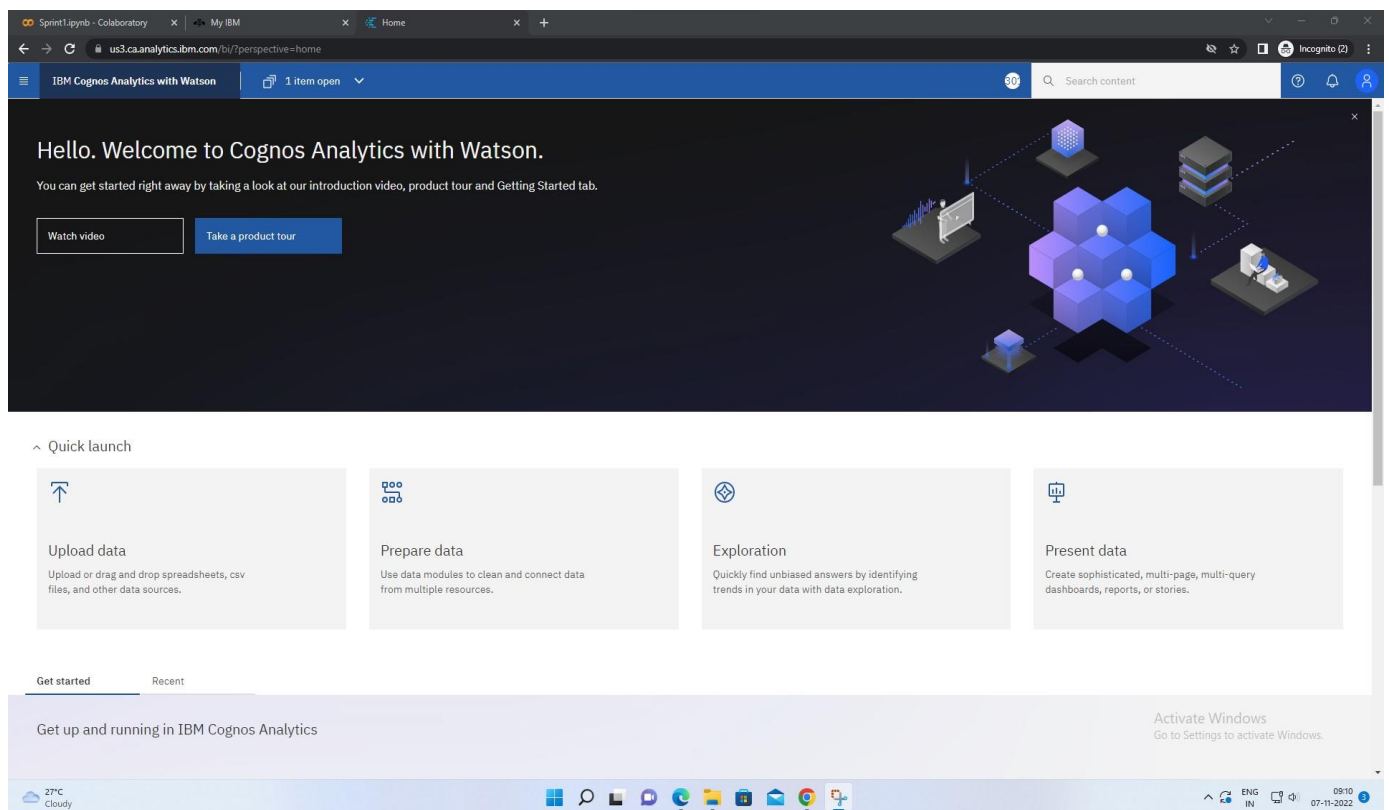 Sprint1.ipynb - Colaboratory
My IBM
Home
us3.ca.analytics.ibm.com/bi/?perspective=home
Incognito (2)
IBM Cognos Analytics with Watson
1 item open
Search content
Hello. Welcome to Cognos Analytics with Watson.
You can get started right away by taking a look at our introduction video, product tour and Getting Started tab.
Watch video
Take a product tour
Quick launch
Upload data
Upload or drag and drop spreadsheets, csv
files, and other data sources.
Prepare data
Use data modules to clean and connect data
from multiple resources.
Exploration
Quickly find unbiased answers by identifying
trends in your data with data exploration.
Present data
Create sophisticated, multi-page, multi-query
dashboards, reports, or stories.
Get started
Recent
Get up and running in IBM Cognos Analytics
Activate Windows
Go to Settings to activate Windows.
27°C
Cloudy
ENG
IN
09:10
07-11-2022
3